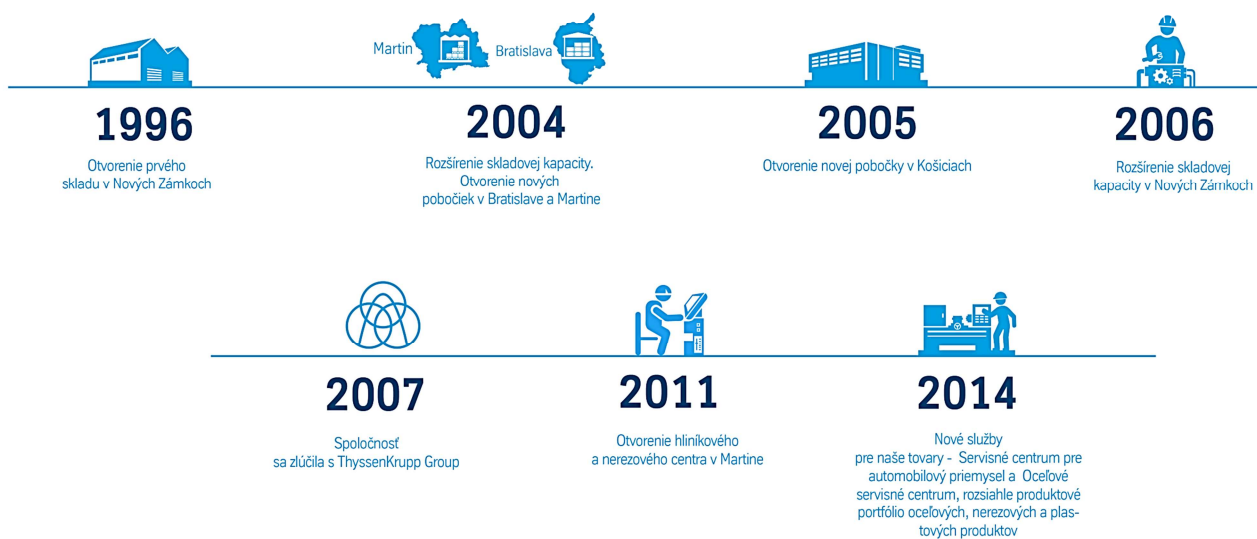 Martin
Bratislava
1996
Otvorenie prvého
skladu v Nových Zámkoch
2004
Rozšírenie skladovej kapacity.
Otvorenie nových
pobočiek v Bratislave a Martine
2005
Otvorenie novej pobočky v Košiciach
2006
Rozšírenie skladovej
kapacity v Nových Zámkoch
2007
Spoločnosť
sa zlúčila s ThyssenKrupp Group
2011
Otvorenie hliníkového
a nerezového centra v Martine
2014
Nové služby
pre naše tovary - Servisné centrum pre
automobilový priemysel a Oceľové
servisné centrum, rozsiahle produktové
portfólio oceľových, nerezových a plas-
tových produktov